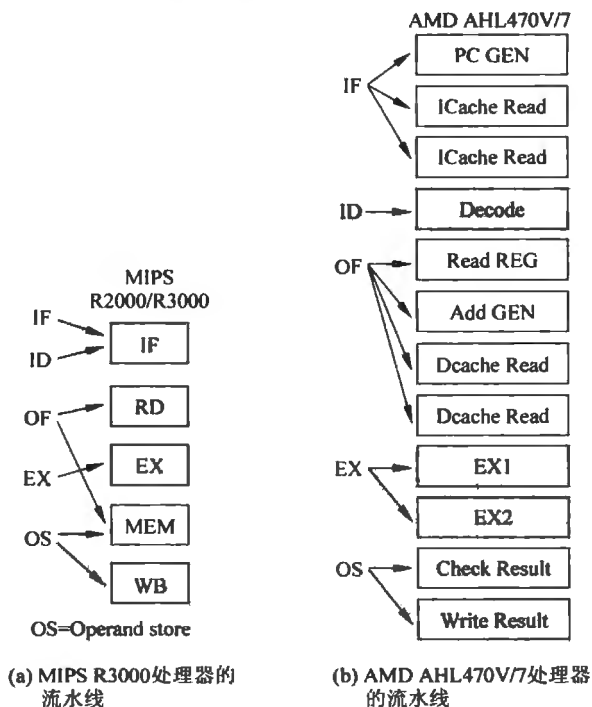 AMD AHL470V/7
PC GEN
IF
ICache Read
ICache Read
ID
Decode
OF
Read REG
Add GEN
Dcache Read
Dcache Read
EX
EX1
EX2
OS
Check Result
Write Result
MIPS
R2000/R3000
IF
ID
IF
OF
RD
EX
EX
OS
MEM
WB
OS=Operand store
(a) MIPS R3000处理器的
流水线
(b) AMD AHL470V/7处理器
的流水线